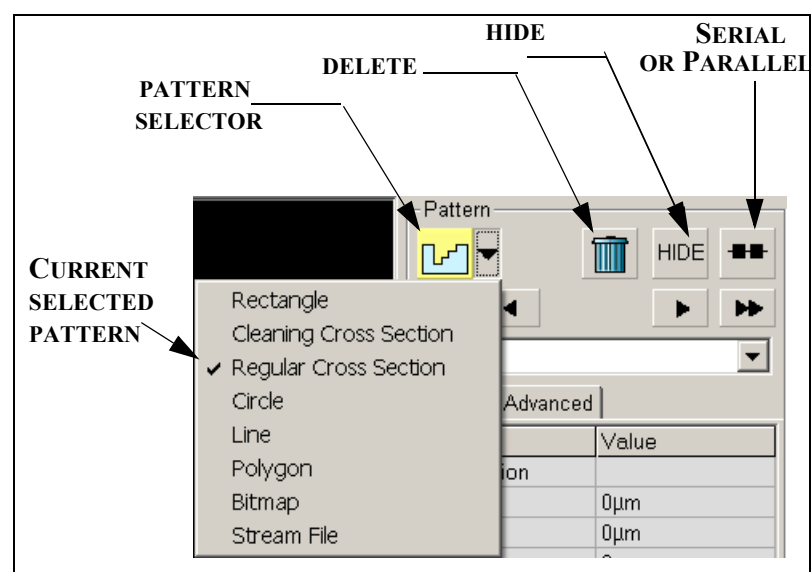 HIDE
SERIAL
OR PARALLEL
DELETE
PATTERN
SELECTOR
Pattern
HIDE
CURRENT
SELECTED
PATTERN
Rectangle
Cleaning Cross Section
Regular Cross Section
Circle
Line
Polygon
Bitmap
Stream File
Advanced
Value
ion
0µm
0µm